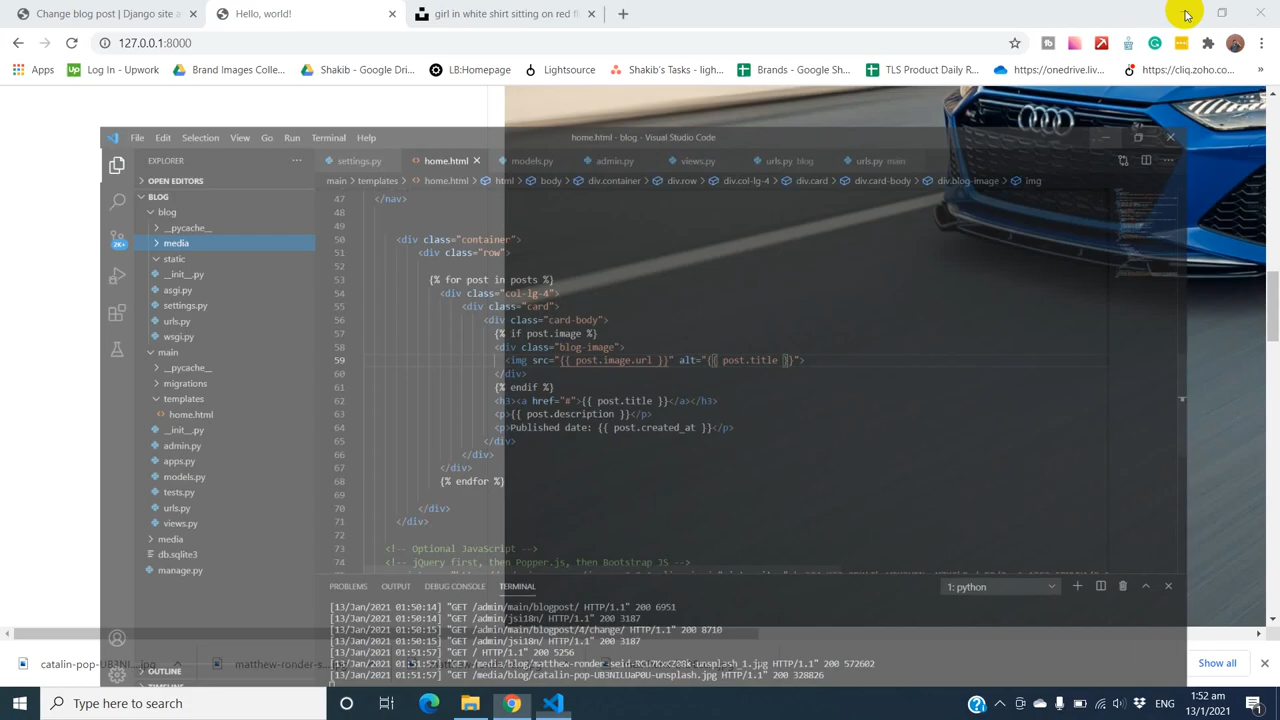 Change blog post | Django site a
Hello, world!
girl in white shirt sitting on red th
127.0.0.1:8000
Apps
Up
Log In - Upwork
Brand Images Colle...
Shakib - Google Dri...
LB:Homepage
Lightsource
Shakib's Tasks - ligh...
Brands - Google Sh...
TLS Product Daily R...
https://onedrive.liv...
https://cliq.zoho.co...
»
File Edit Selection View Go Run Terminal Help
home.html - blog - Visual Studio Code
EXPLORER
settings.py
home.html
models.py
admin.py
views.py
urls.py blog
urls.py main
OPEN EDITORS
main > templates > home.html > html > body > div.container > div.row > div.col-lg-4 > div.card > div.card-body > div.blog-image > img
BLOG
blog
__pycache__
media
static
__init__.py
asgi.py
settings.py
urls.py
wsgi.py
main
__pycache__
migrations
templates
home.html
__init__.py
admin.py
apps.py
models.py
tests.py
urls.py
views.py
media
db.sqlite3
manage.py
OUTLINE
2K+
47 </nav>
48
49
50 <div class="container">
51 <div class="row">
52
53 {% for post in posts %}
54 <div class="col-lg-4">
55 <div class="card">
56 <div class="card-body">
57 {% if post.image %}
58 <div class="blog-image">
59 <img src="{{ post.image.url }}" alt="{{ post.title }}">
60 </div>
61 {% endif %}
62 <h3><a href="#">{{ post.title }}</a></h3>
63 <p>{{ post.description }}</p>
64 <p>Published date: {{ post.created_at }}</p>
65 </div>
66 </div>
67 </div>
68 {% endfor %}
69
70 </div>
71 </div>
72
73 <!-- Optional JavaScript -->
74 <!-- jQuery first, then Popper.js, then Bootstrap JS -->
PROBLEMS OUTPUT DEBUG CONSOLE TERMINAL
1: python
[13/Jan/2021 01:50:14] "GET /admin/main/blogpost/ HTTP/1.1" 200 6951
[13/Jan/2021 01:50:14] "GET /admin/jsi18n/ HTTP/1.1" 200 3187
[13/Jan/2021 01:50:15] "GET /admin/main/blogpost/4/change/ HTTP/1.1" 200 8710
[13/Jan/2021 01:50:15] "GET /admin/jsi18n/ HTTP/1.1" 200 3187
[13/Jan/2021 01:51:57] "GET / HTTP/1.1" 200 5256
[13/Jan/2021 01:51:57] "GET /media/blog/matthew-ronder-seid- HTTP/1.1" 200 572602
[13/Jan/2021 01:51:57] "GET /media/blog/catalin-pop-UB3NILUaP0U-unsplash.jpg HTTP/1.1" 200 328826
catalin-pop-UB3NI....jpg
matthew-ronder-s
Show all
Type here to search
ENG
1:52 am
13/1/2021